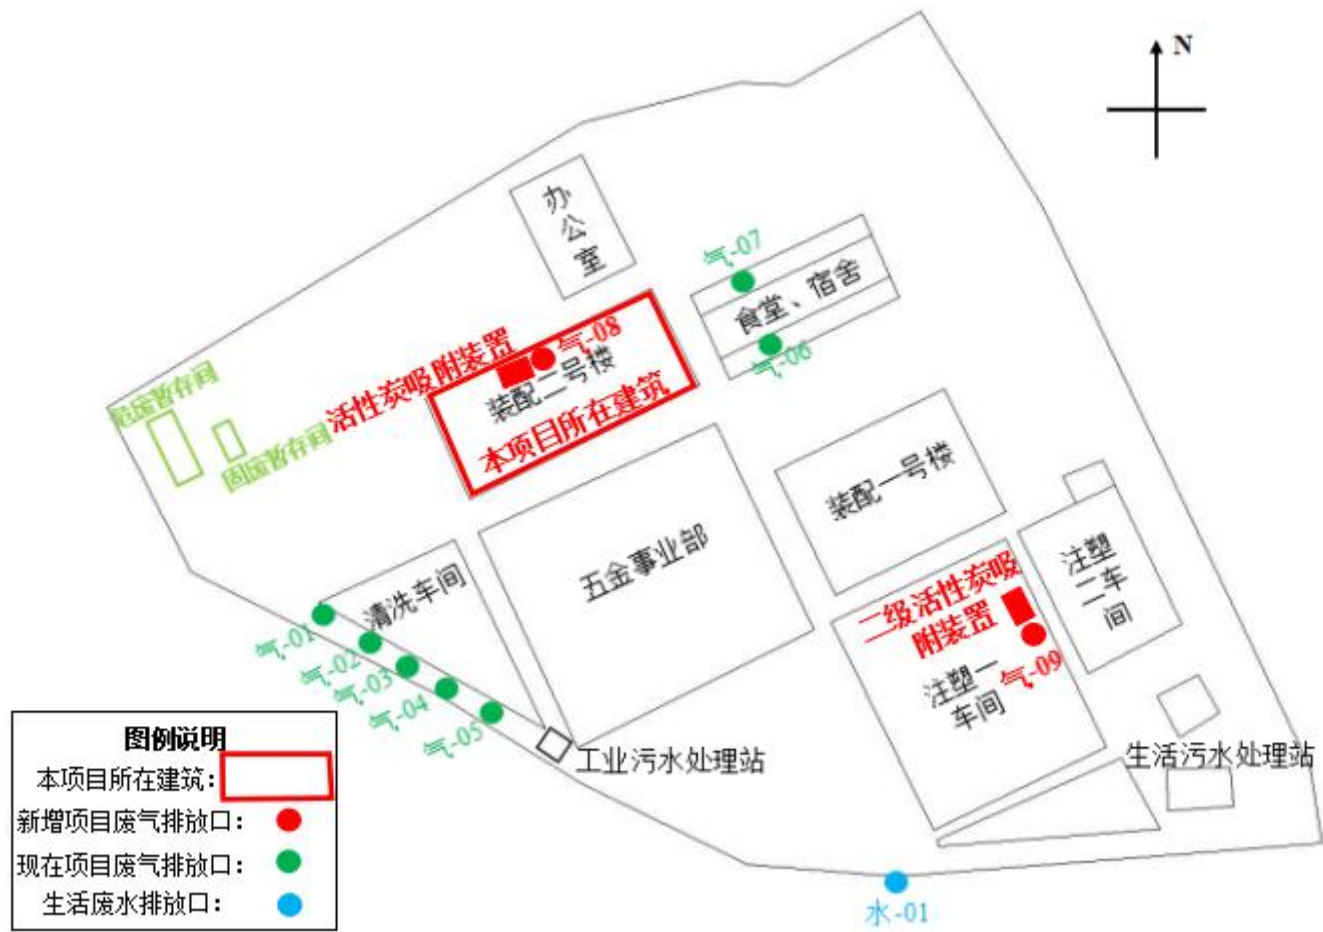 N
办
公
室
气-07
食堂、宿舍
气-06
活性炭吸附装置
气-08
装配二号楼
本项目所在建筑
危废暂存间
固废暂存间
装配一号楼
五金事业部
注塑
二车
间
二级活性炭吸
附装置
气-09
注塑一
车间
清洗车间
气-01
气-02
气-03
气-04
气-05
工业污水处理站
生活污水处理站
水-01
图例说明
本项目所在建筑：
新增项目废气排放口：
现在项目废气排放口：
生活废水排放口：